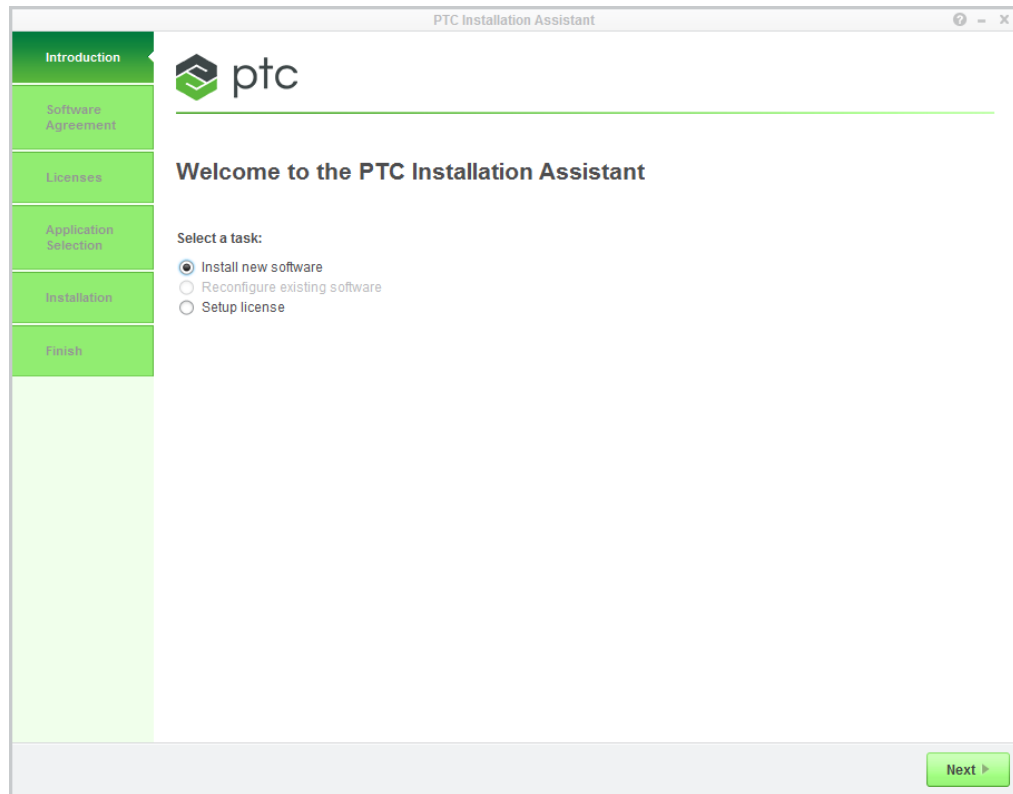 PTC Installation Assistant
Introduction
ptc
Software
Agreement
Licenses
Welcome to the PTC Installation Assistant
Application
Selection
Select a task:
Install new software
Reconfigure existing software
Setup license
Installation
Finish
Next